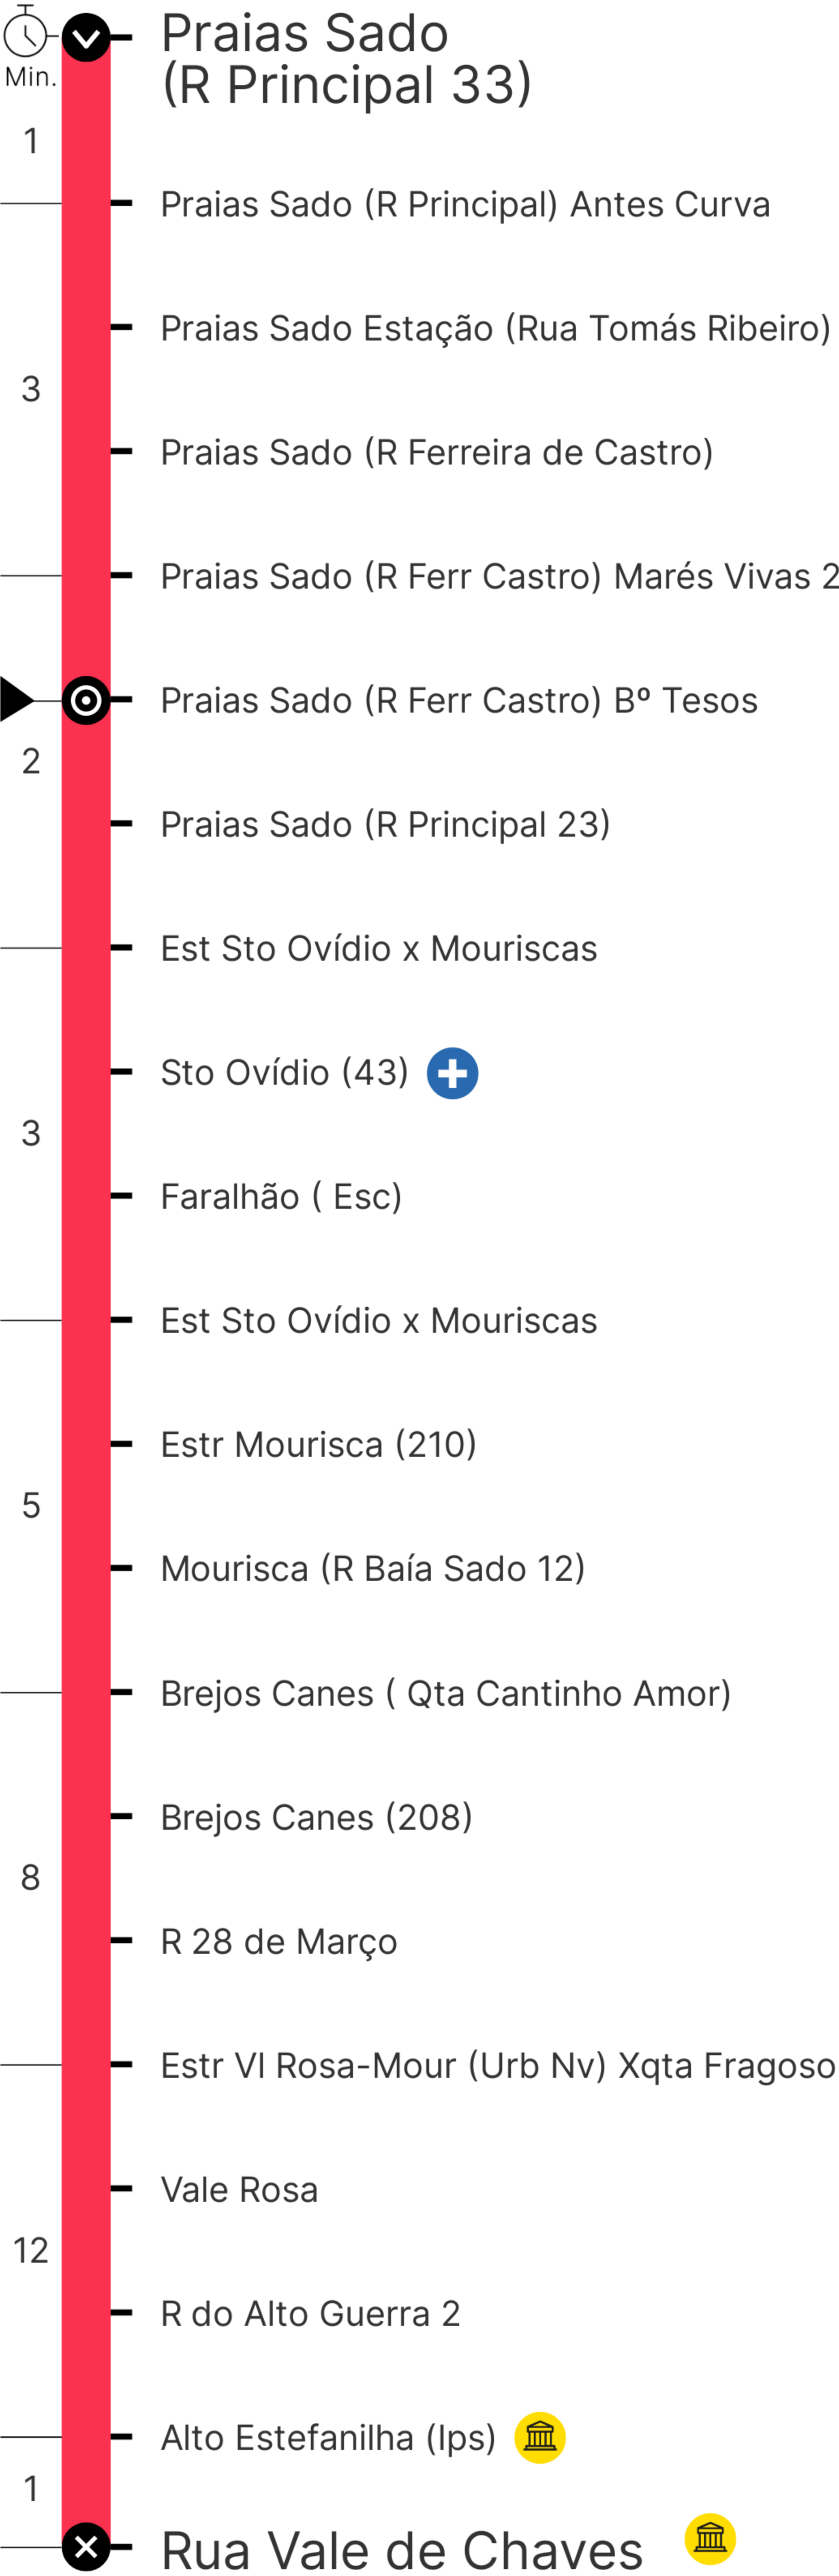 Praias Sado
(R Principal 33)
Min.
1
Praias Sado (R Principal) Antes Curva
Praias Sado Estação (Rua Tomás Ribeiro)
3
Praias Sado (R Ferreira de Castro)
Praias Sado (R Ferr Castro) Marés Vivas 2
Praias Sado (R Ferr Castro) Bº Tesos
2
Praias Sado (R Principal 23)
Est Sto Ovídio x Mouriscas
Sto Ovídio (43)
3
Faralhão ( Esc)
Est Sto Ovídio x Mouriscas
Estr Mourisca (210)
5
Mourisca (R Baía Sado 12)
Brejos Canes ( Qta Cantinho Amor)
Brejos Canes (208)
8
R 28 de Março
Estr Vl Rosa-Mour (Urb Nv) Xqta Fragoso
Vale Rosa
12
R do Alto Guerra 2
Alto Estefanilha (Ips)
1
Rua Vale de Chaves